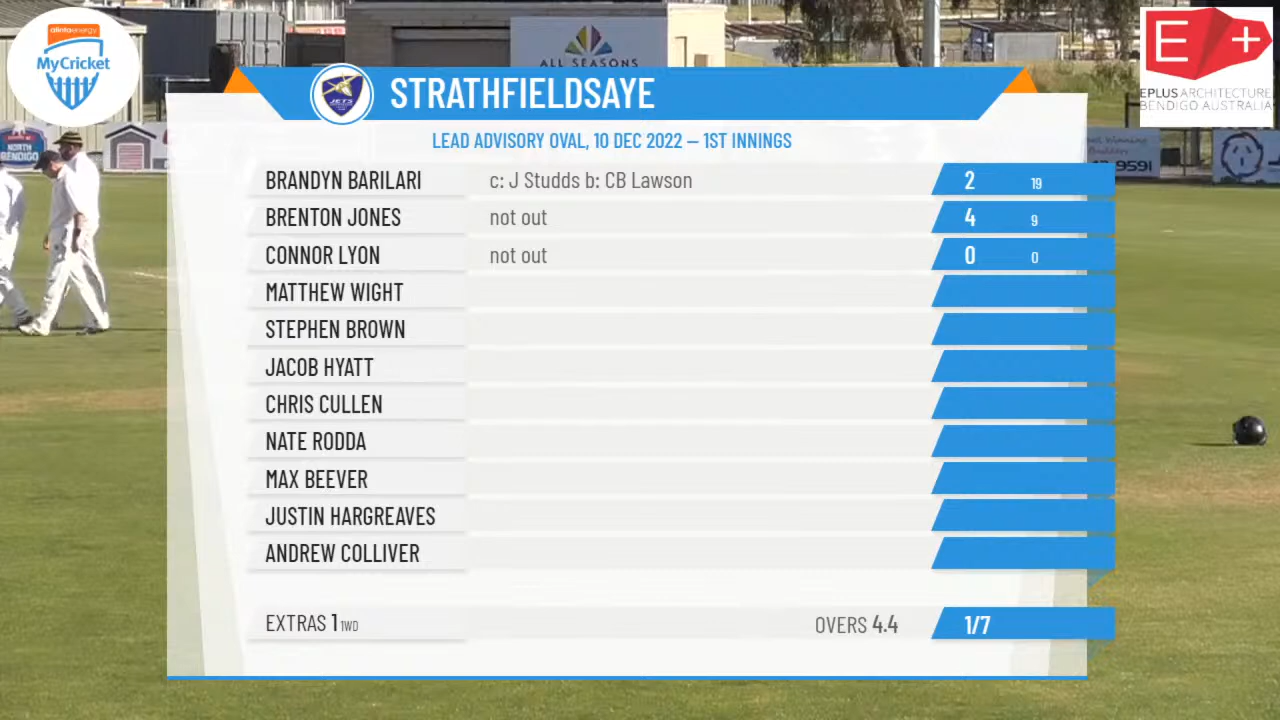 alintaenergy
MyCricket
ALL SEASONS
E+
EPLUS ARCHITECTURE
BENDIGO AUSTRALIA
JETS
STRATHFIELDSAYE
LEAD ADVISORY OVAL, 10 DEC 2022 – 1ST INNINGS
NORTH
BENDIGO
9591
BRANDYN BARILARI c: J Studds b: CB Lawson 2 19
BRENTON JONES not out 4 9
CONNOR LYON not out 0 0
MATTHEW WIGHT
STEPHEN BROWN
JACOB HYATT
CHRIS CULLEN
NATE RODDA
MAX BEEVER
JUSTIN HARGREAVES
ANDREW COLLIVER
EXTRAS 1 1WD OVERS 4.4 1/7